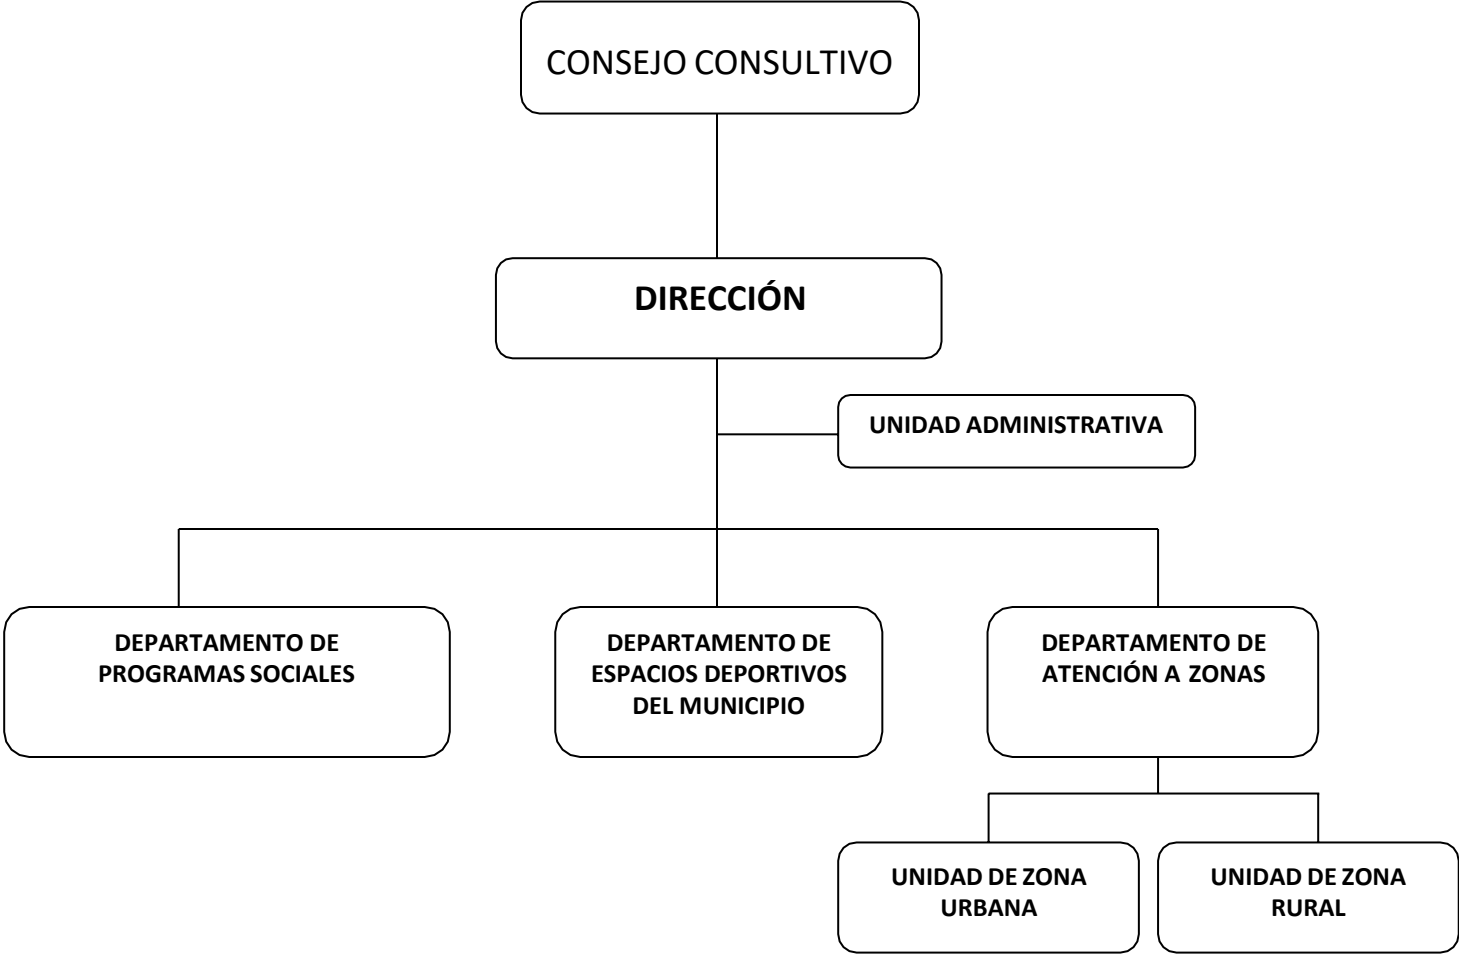 CONSEJO CONSULTIVO
DIRECCIÓN
UNIDAD ADMINISTRATIVA
DEPARTAMENTO DE
PROGRAMAS SOCIALES
DEPARTAMENTO DE
ESPACIOS DEPORTIVOS
DEL MUNICIPIO
DEPARTAMENTO DE
ATENCIÓN A ZONAS
UNIDAD DE ZONA
URBANA
UNIDAD DE ZONA
RURAL